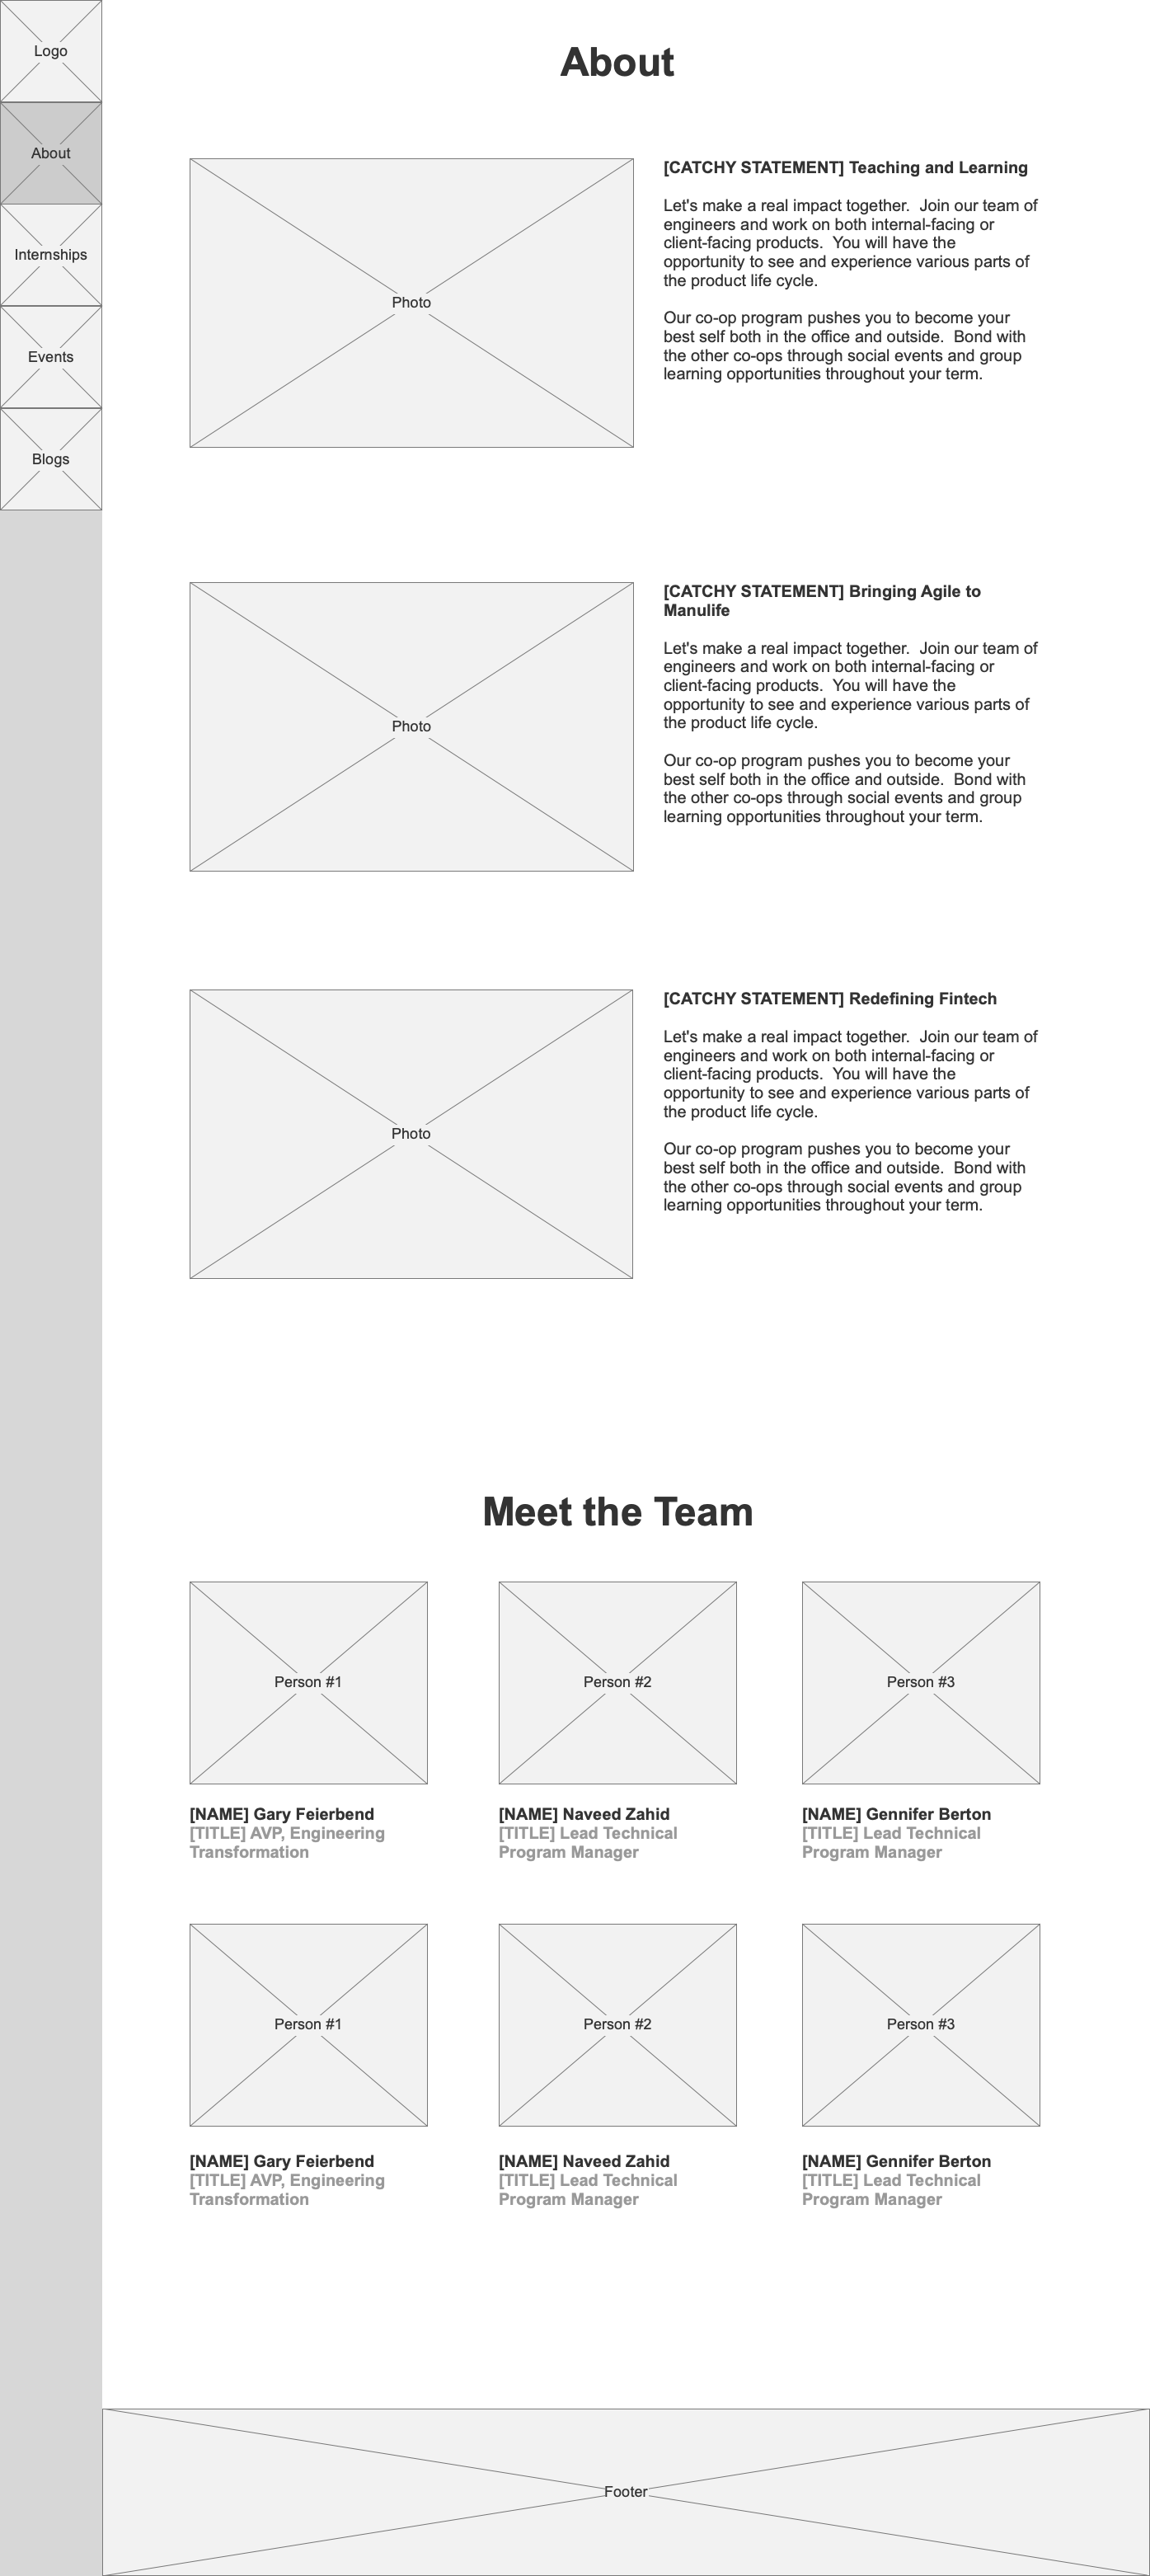 Logo
About
Internships
Events
Blogs
About
Photo
[CATCHY STATEMENT] Teaching and Learning
Let's make a real impact together.  Join our team of
engineers and work on both internal-facing or
client-facing products.  You will have the
opportunity to see and experience various parts of
the product life cycle.
Our co-op program pushes you to become your
best self both in the office and outside.  Bond with
the other co-ops through social events and group
learning opportunities throughout your term.
Photo
[CATCHY STATEMENT] Bringing Agile to
Manulife
Let's make a real impact together.  Join our team of
engineers and work on both internal-facing or
client-facing products.  You will have the
opportunity to see and experience various parts of
the product life cycle.
Our co-op program pushes you to become your
best self both in the office and outside.  Bond with
the other co-ops through social events and group
learning opportunities throughout your term.
Photo
[CATCHY STATEMENT] Redefining Fintech
Let's make a real impact together.  Join our team of
engineers and work on both internal-facing or
client-facing products.  You will have the
opportunity to see and experience various parts of
the product life cycle.
Our co-op program pushes you to become your
best self both in the office and outside.  Bond with
the other co-ops through social events and group
learning opportunities throughout your term.
Meet the Team
Person #1
Person #2
Person #3
[NAME] Gary Feierbend
[TITLE] AVP, Engineering
Transformation
[NAME] Naveed Zahid
[TITLE] Lead Technical
Program Manager
[NAME] Gennifer Berton
[TITLE] Lead Technical
Program Manager
Person #1
Person #2
Person #3
[NAME] Gary Feierbend
[TITLE] AVP, Engineering
Transformation
[NAME] Naveed Zahid
[TITLE] Lead Technical
Program Manager
[NAME] Gennifer Berton
[TITLE] Lead Technical
Program Manager
Footer